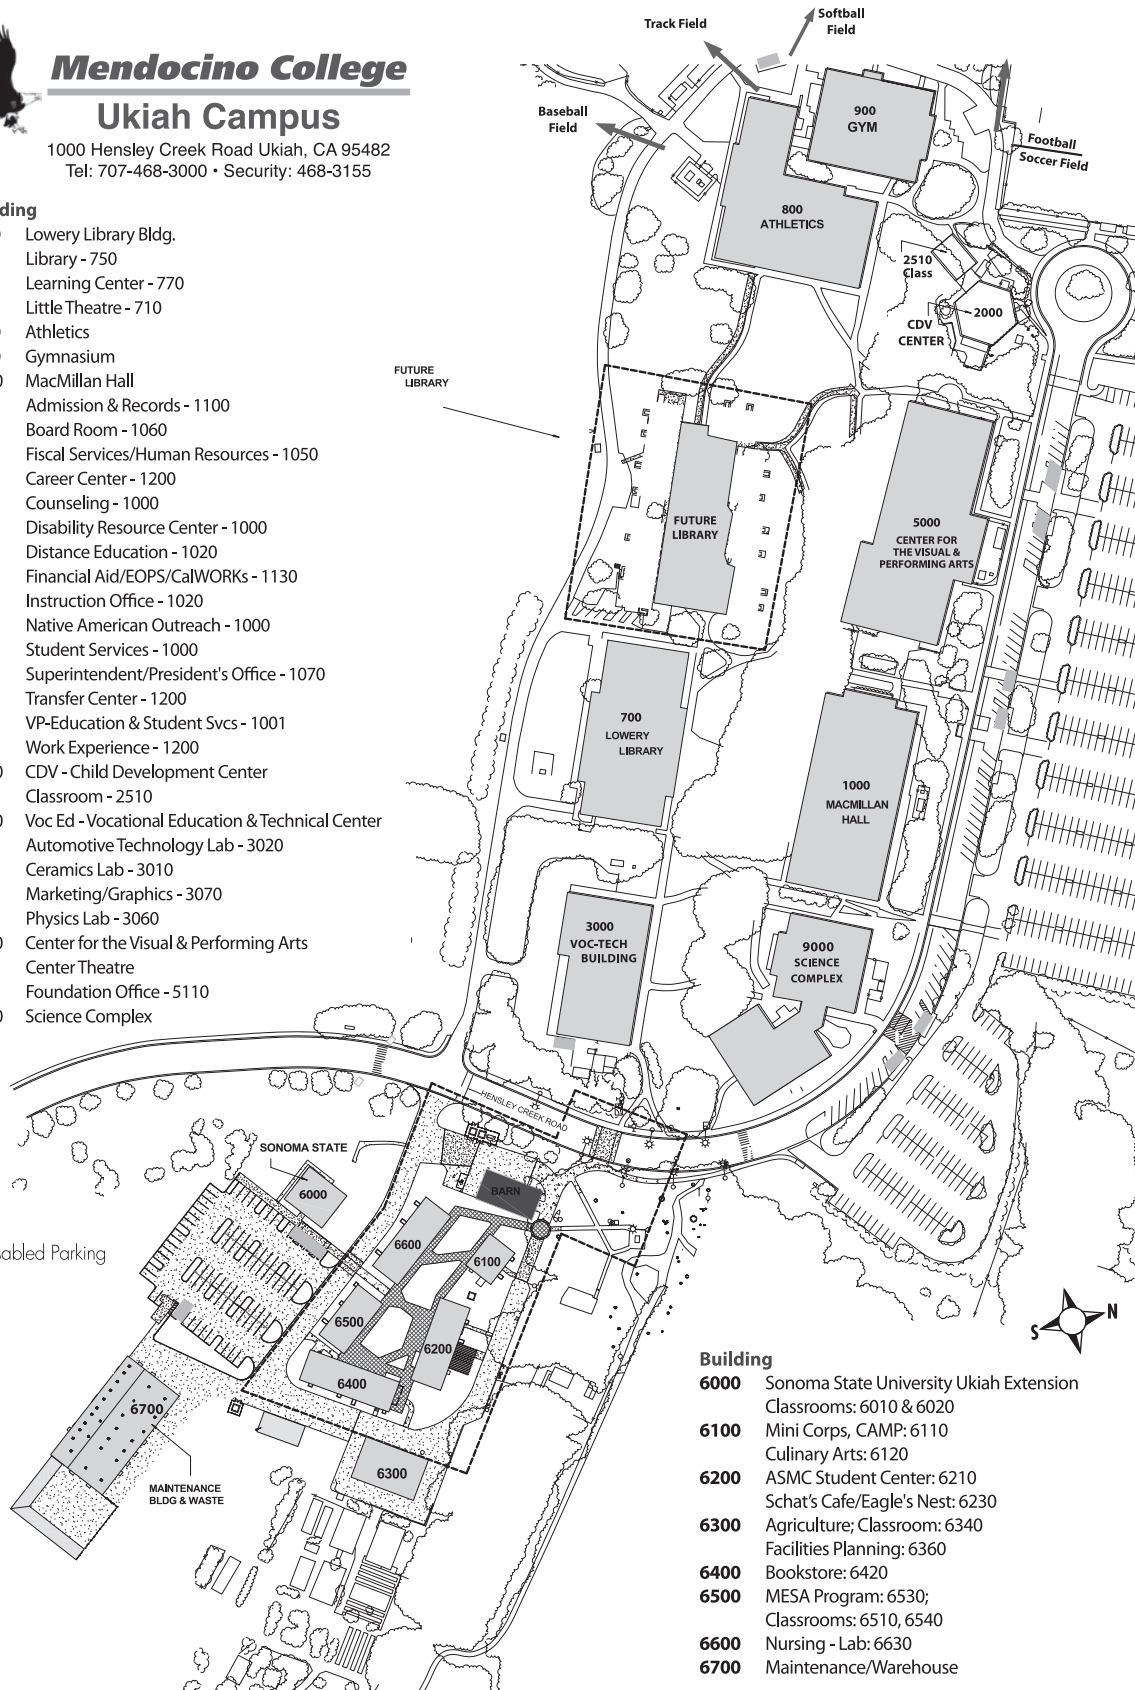 Mendocino College
Ukiah Campus
1000 Hensley Creek Road Ukiah, CA 95482
Tel: 707-468-3000 • Security: 468-3155
Lowery Library Bldg.
Library - 750
Learning Center - 770
Little Theatre - 710
Athletics
Gymnasium
MacMillan Hall
Admission & Records - 1100
Board Room - 1060
Fiscal Services/Human Resources - 1050
Career Center - 1200
Counseling - 1000
Disability Resource Center - 1000
Distance Education - 1020
Financial Aid/EOPS/CalWORKs - 1130
Instruction Office - 1020
Native American Outreach - 1000
Student Services - 1000
Superintendent/President's Office - 1070
Transfer Center - 1200
VP-Education & Student Svcs - 1001
Work Experience - 1200
CDV - Child Development Center
Classroom - 2510
Voc Ed - Vocational Education & Technical Center
Automotive Technology Lab - 3020
Ceramics Lab - 3010
Marketing/Graphics - 3070
Physics Lab - 3060
Center for the Visual & Performing Arts
Center Theatre
Foundation Office - 5110
Science Complex
Parking
Track Field
Softball
Field
Baseball
Field
Football
Soccer Field
900
GYM
800
ATHLETICS
2510
Class
2000
CDV
CENTER
FUTURE
LIBRARY
FUTURE
LIBRARY
5000
CENTER FOR
THE VISUAL &
PERFORMING ARTS
700
LOWERY
LIBRARY
1000
MACMILLAN
HALL
3000
VOC-TECH
BUILDING
9000
SCIENCE
COMPLEX
HENSLEY CREEK ROAD
SONOMA STATE
6000
BARN
6600
6100
6500
6200
6400
6700
6300
MAINTENANCE
BLDG & WASTE
S
N
Building
6000 Sonoma State University Ukiah Extension
Classrooms: 6010 & 6020
6100 Mini Corps, CAMP: 6110
Culinary Arts: 6120
6200 ASMC Student Center: 6210
Schat's Cafe/Eagle's Nest: 6230
6300 Agriculture; Classroom: 6340
Facilities Planning: 6360
6400 Bookstore: 6420
6500 MESA Program: 6530;
Classrooms: 6510, 6540
6600 Nursing - Lab: 6630
6700 Maintenance/Warehouse